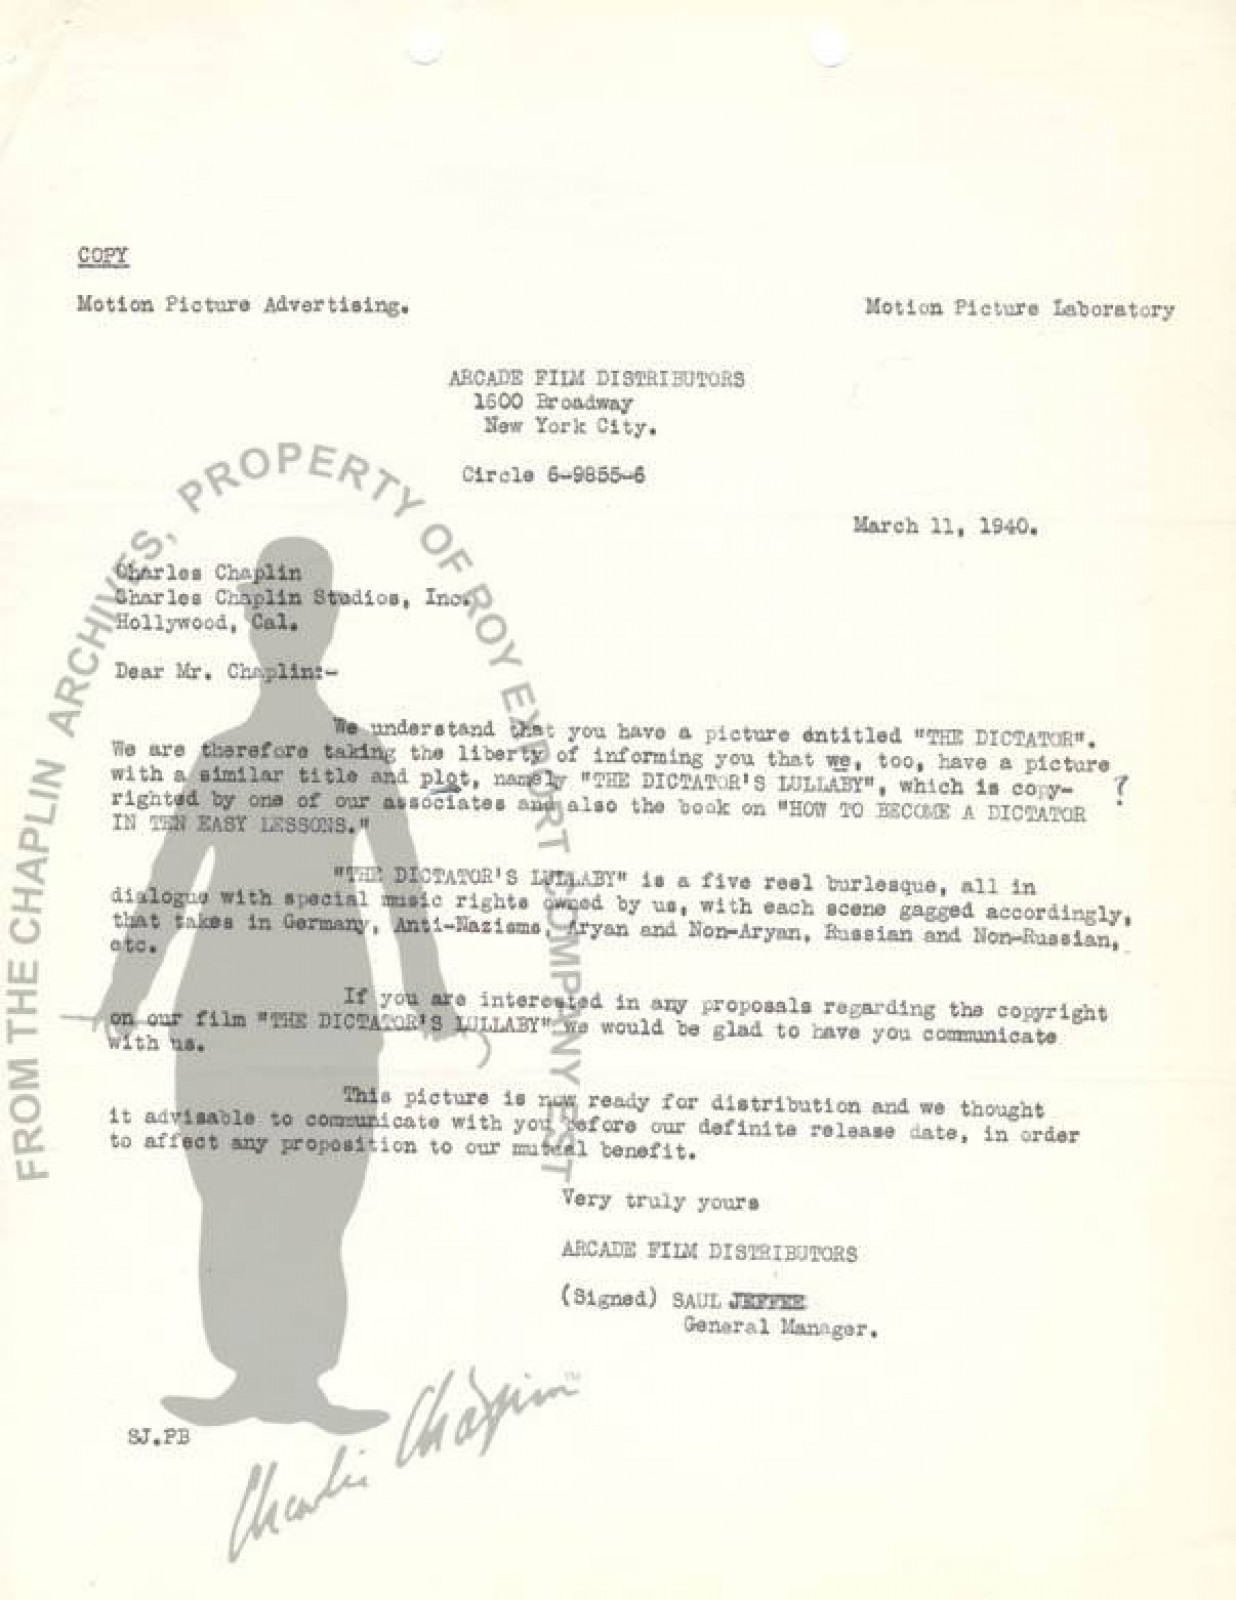 COPY
Motion Picture Advertising.
Motion Picture Laboratory
ARCADE FILM DISTRIBUTORS
1600 Broadway
New York City.
Circle 6-9855-6
March 11, 1940.
Charles Chaplin
Charles Chaplin Studios, Inc.
Hollywood, Cal.
Dear Mr. Chaplin:-
We understand that you have a picture entitled "THE DICTATOR".
We are therefore taking the liberty of informing you that we, too, have a picture
with a similar title and plot, namely "THE DICTATOR'S LULLABY", which is copy- ?
righted by one of our associates and also the book on "HOW TO BECOME A DICTATOR
IN TEN EASY LESSONS."
"THE DICTATOR'S LULLABY" is a five reel burlesque, all in
dialogue with special music rights owned by us, with each scene gagged accordingly,
that takes in Germany, Anti-Nazisms, Aryan and Non-Aryan, Russian and Non-Russian,
etc.
If you are interested in any proposals regarding the copyright
on our film "THE DICTATOR'S LULLABY" we would be glad to have you communicate
with us.
This picture is now ready for distribution and we thought
it advisable to communicate with you before our definite release date, in order
to affect any proposition to our mutual benefit.
Very truly yours
ARCADE FILM DISTRIBUTORS
(Signed) SAUL JEFFEE
General Manager.
SJ.PB
FROM THE CHAPLIN ARCHIVES, PROPERTY OF ROY EXPORT COMPANY EST
Charlie Chaplin™